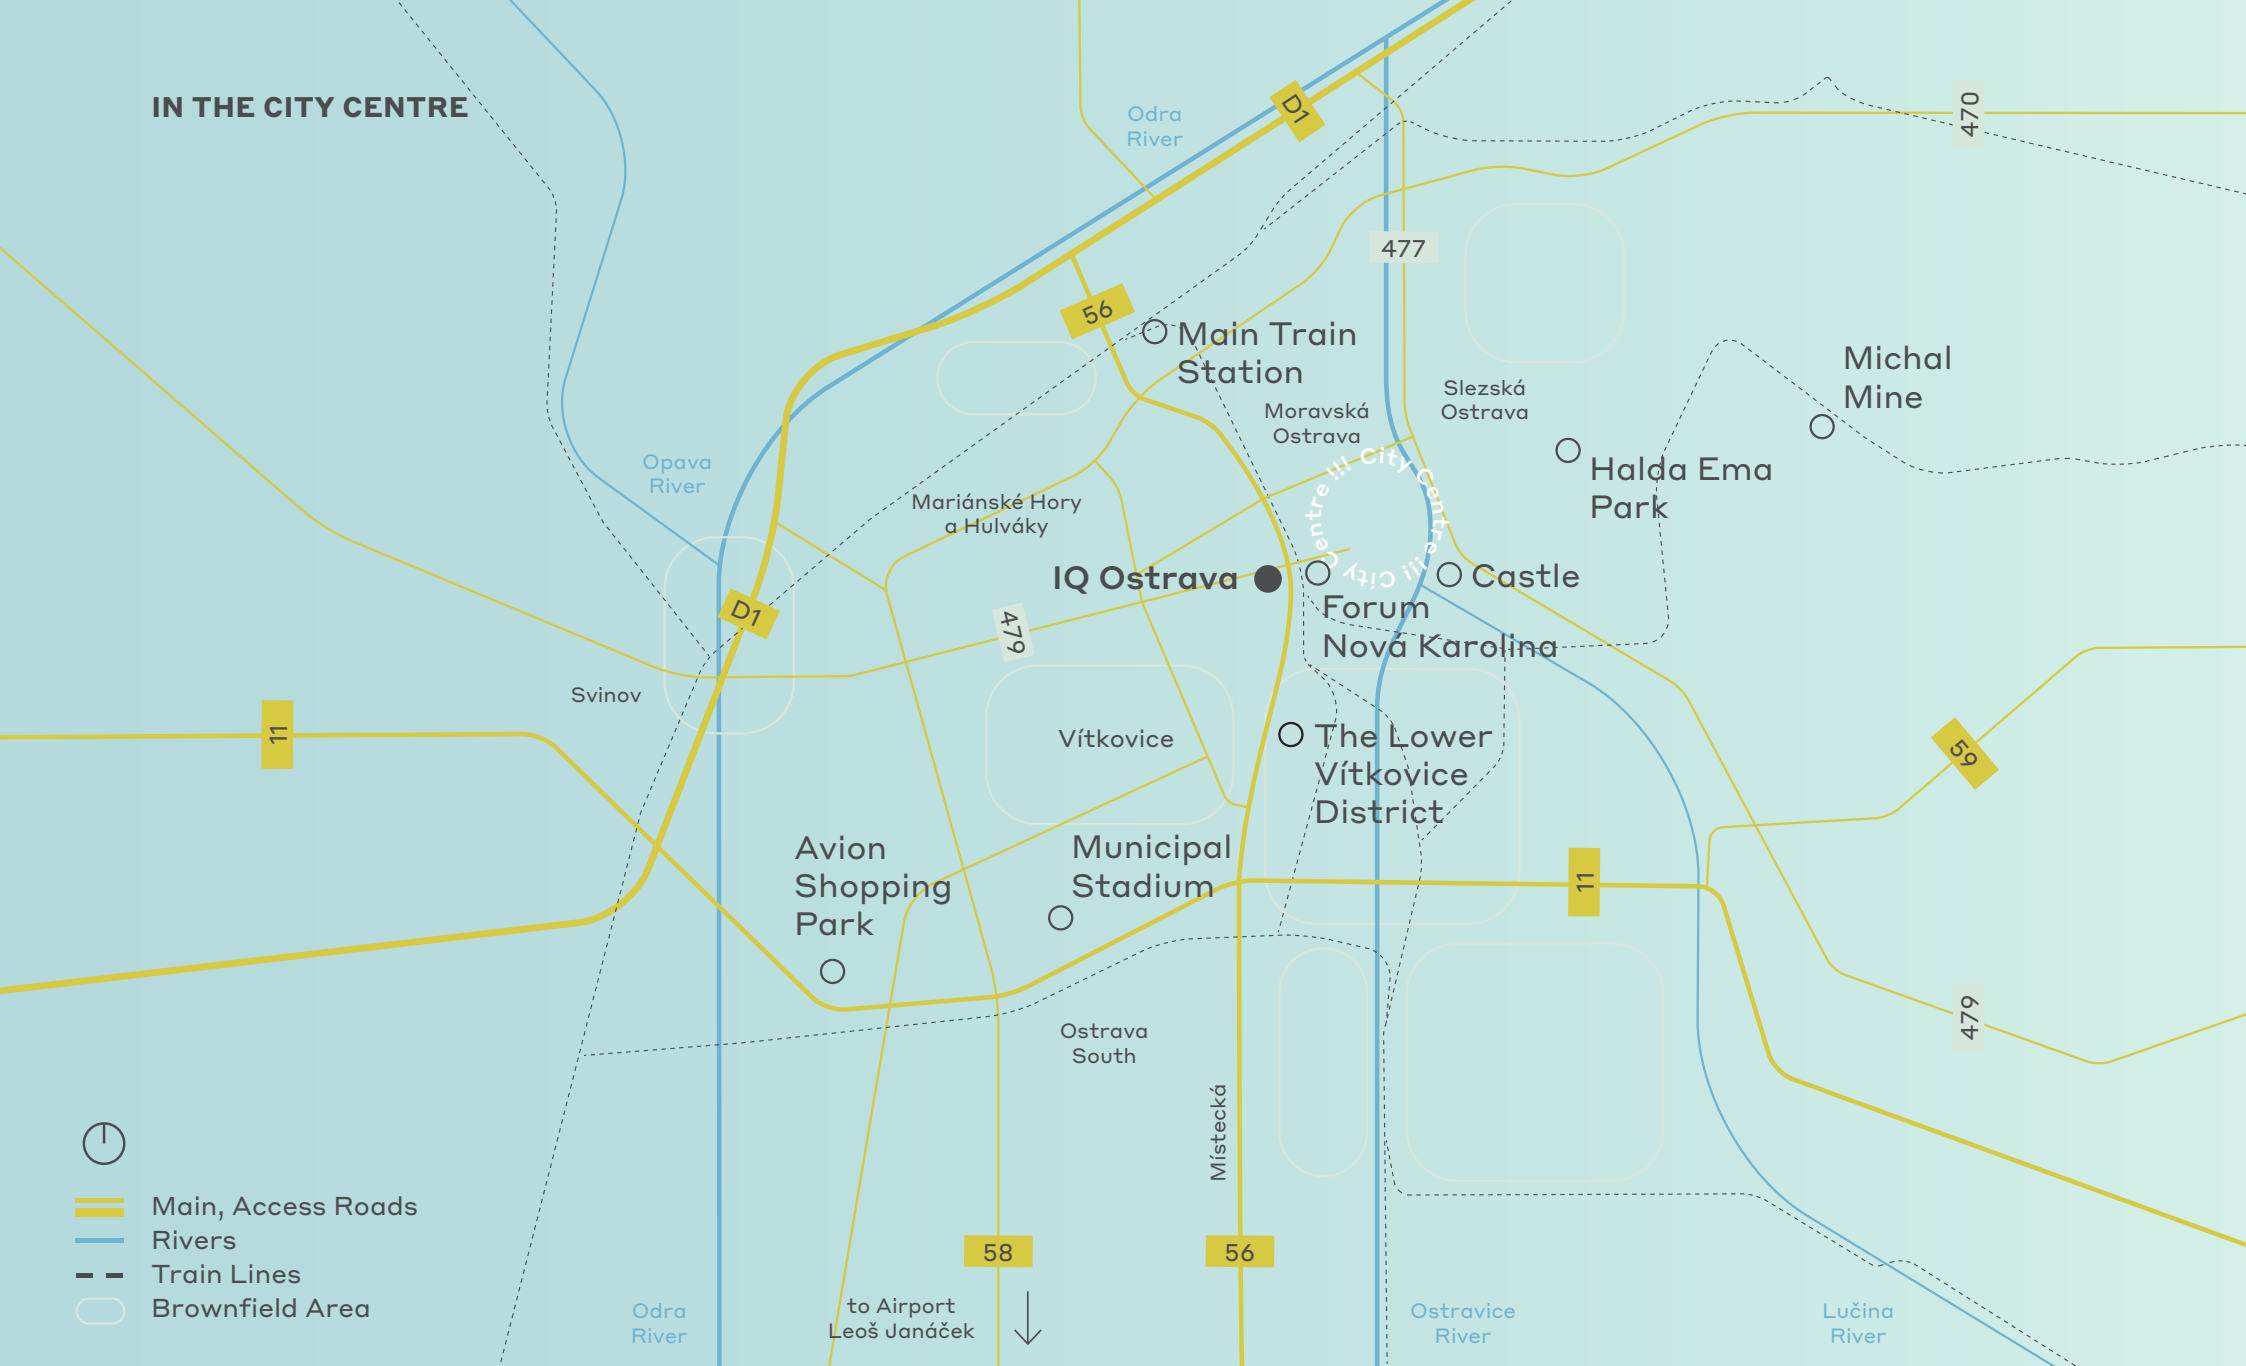 IN THE CITY CENTRE
Odra
River
D1
470
477
56
Main Train
Station
Michal
Mine
Slezská
Ostrava
Moravská
Ostrava
Opava
River
Halda Ema
Park
Mariánské Hory
a Hulváky
City Centre !!! City Centre !!!
IQ Ostrava
Castle
Forum
Nová Karolina
D1
479
Svinov
11
Vítkovice
The Lower
Vítkovice
District
59
Avion
Shopping
Park
Municipal
Stadium
11
479
Ostrava
South
Místecká
Main, Access Roads
Rivers
Train Lines
Brownfield Area
58
56
Odra
River
to Airport
Leoš Janáček
Ostravice
River
Lučina
River